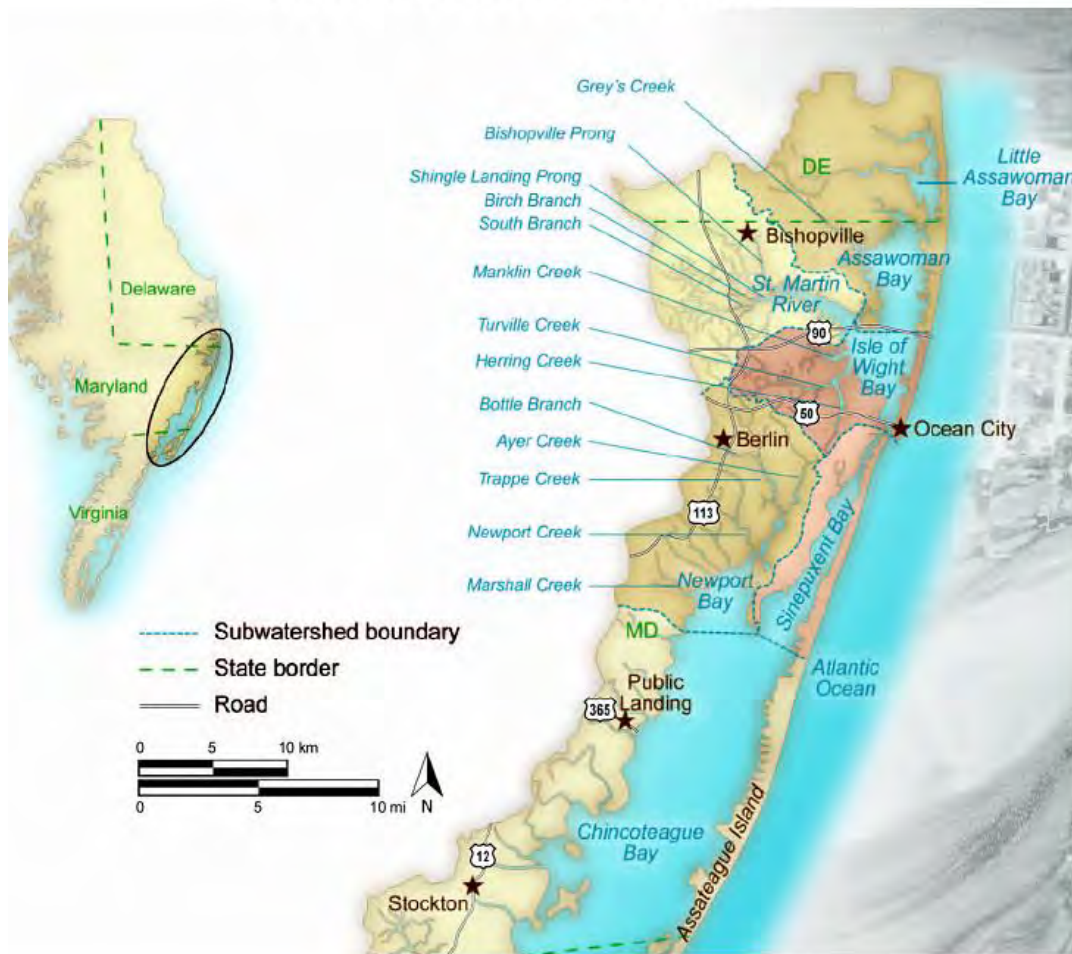 Grey's Creek
Bishopville Prong
Shingle Landing Prong
Birch Branch
South Branch
Manklin Creek
Turville Creek
Herring Creek
Bottle Branch
Ayer Creek
Trappe Creek
Newport Creek
Marshall Creek
DE
Little
Assawoman
Bay
Bishopville
Assawoman
Bay
St. Martin
River
90
Isle of
Wight
Bay
50
Ocean City
Berlin
113
Newport
Bay
Sinepuxent Bay
MD
Atlantic
Ocean
Public
Landing
365
Chincoteague
Bay
Assateague Island
12
Stockton
Delaware
Maryland
Virginia
Subwatershed boundary
State border
Road
0 5 10 km
0 5 10 mi
N